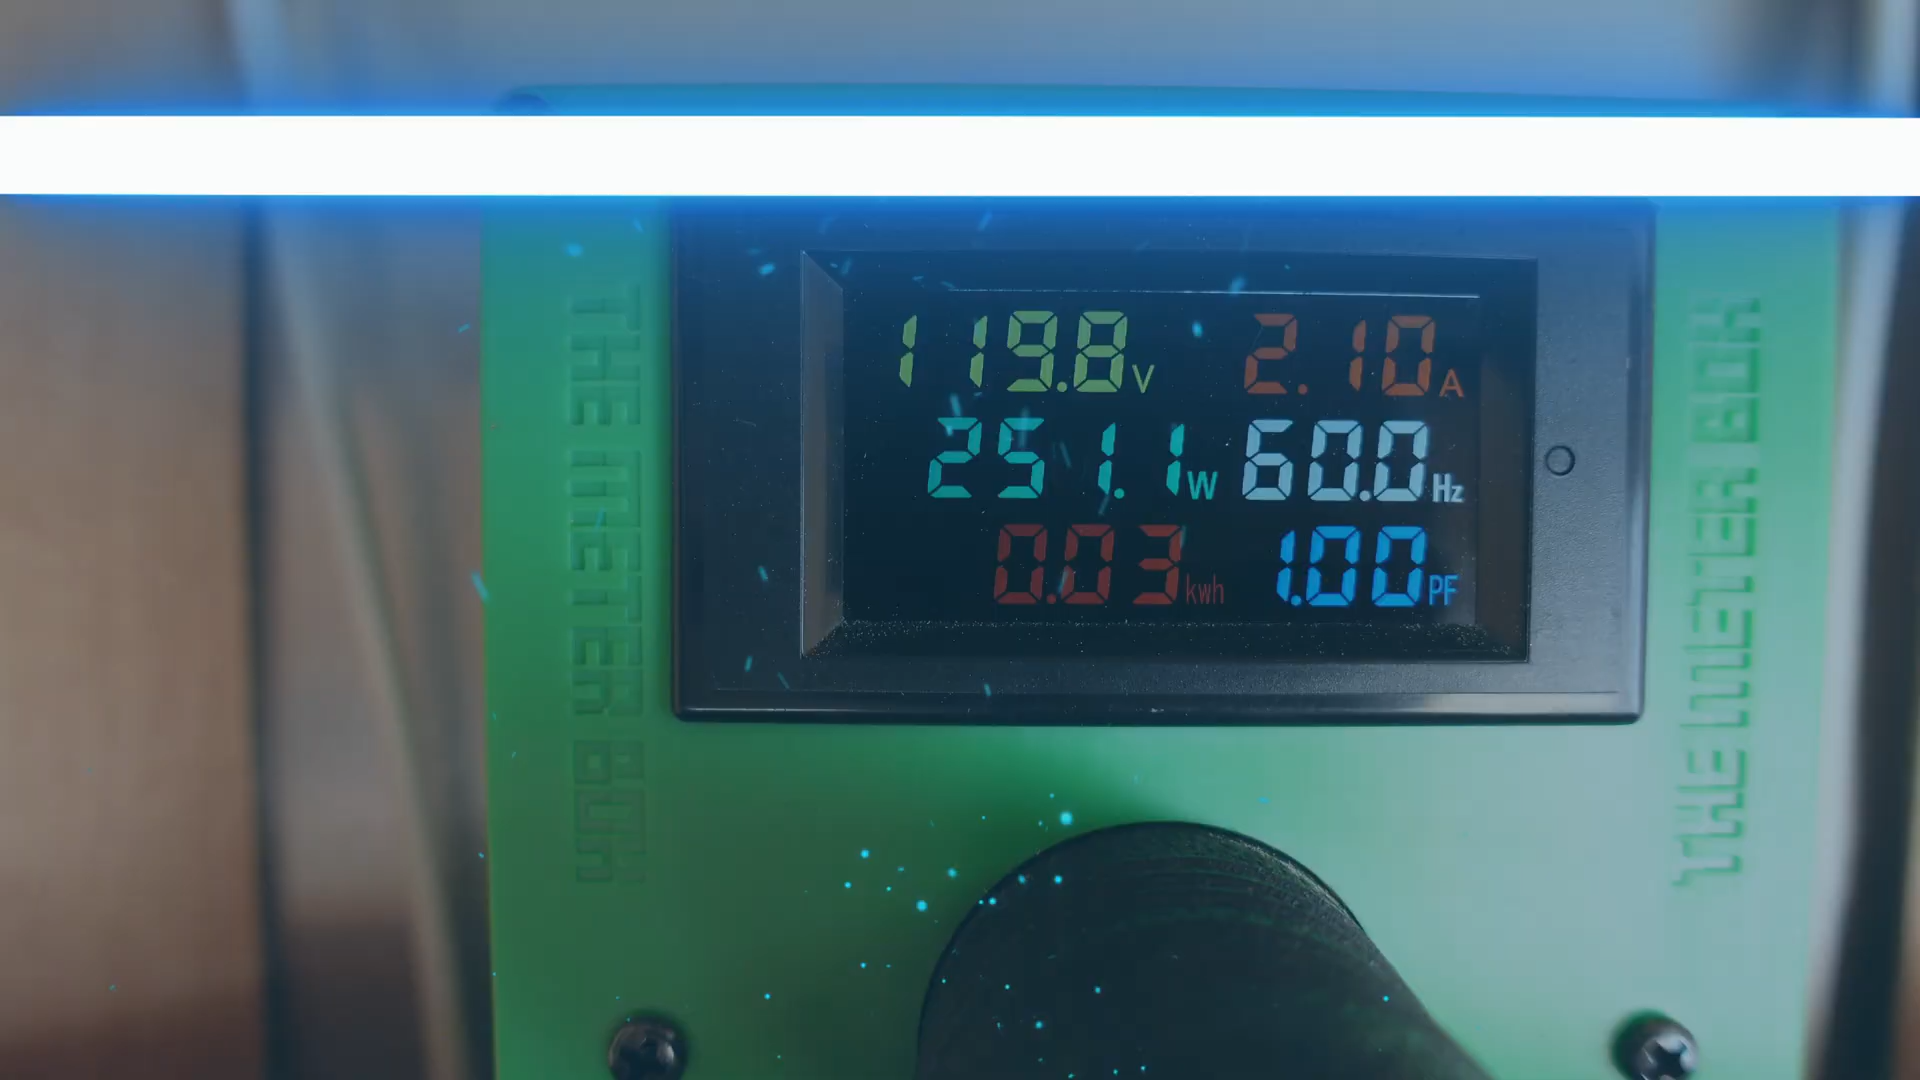 119.8V 2.10A
251.1W 60.0Hz
0.03kwh 1.00PF
THE METER BOX
THE METER BOX